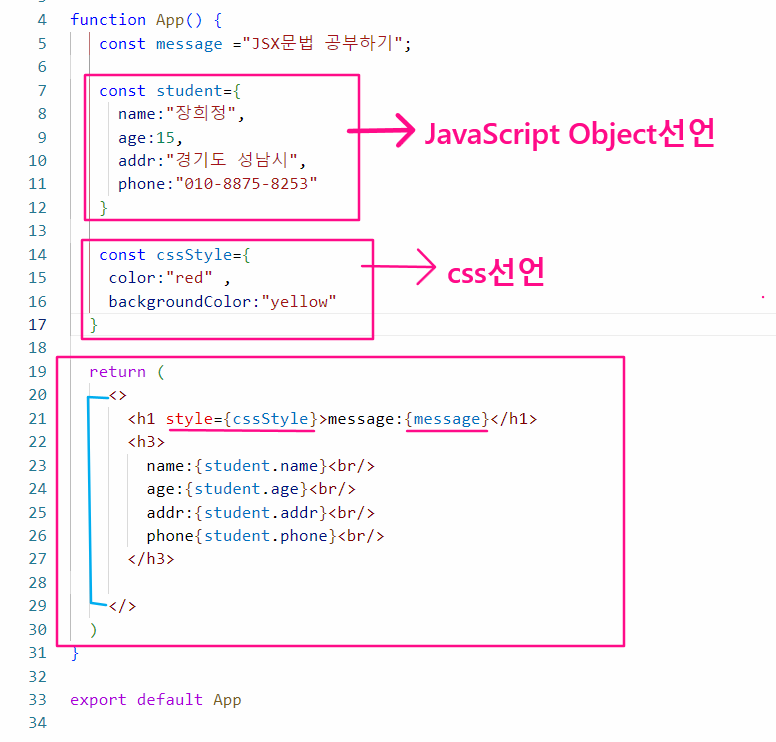 4 function App() {
5 const message ="JSX문법 공부하기";
6
7 const student={
8 name:"장희정",
9 age:15,
JavaScript Object선언
10 addr:"경기도 성남시",
11 phone:"010-8875-8253"
12 }
13
14 const cssStyle={
15 color:"red" ,
css선언
16 backgroundColor:"yellow"
17 }
18
19 return (
20 <>
21 <h1 style={cssStyle}>message:{message}</h1>
22 <h3>
23 name:{student.name}<br/>
24 age:{student.age}<br/>
25 addr:{student.addr}<br/>
26 phone{student.phone}<br/>
27 </h3>
28
29 </>
30 )
31 }
32
33 export default App
34